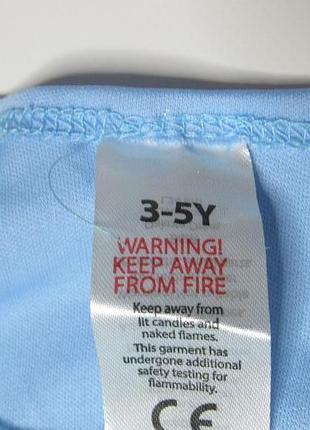 3-5Y
WARNING!
KEEP AWAY
FROM FIRE
Keep away from
lit candles and
naked flames.
This garment has
undergone additional
safety testing for
flammability.
CE